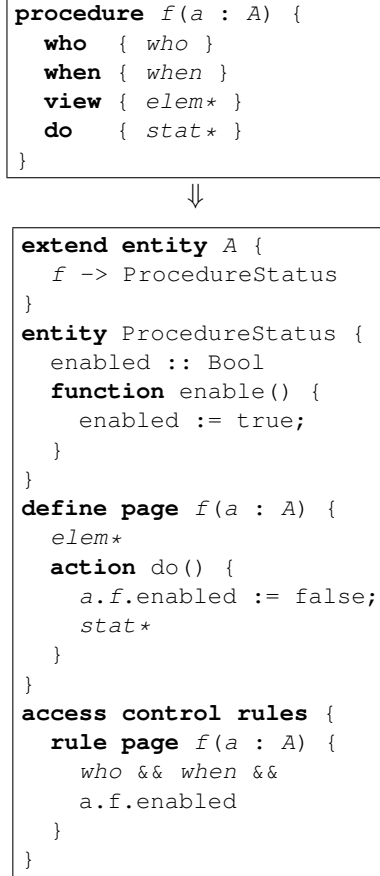 procedure f(a : A) {
  who  { who }
  when { when }
  view { elem* }
  do   { stat* }
}
⇓
extend entity A {
  f -> ProcedureStatus
}
entity ProcedureStatus {
  enabled :: Bool
  function enable() {
    enabled := true;
  }
}
define page f(a : A) {
  elem*
  action do() {
    a.f.enabled := false;
    stat*
  }
}
access control rules {
  rule page f(a : A) {
    who && when &&
    a.f.enabled
  }
}